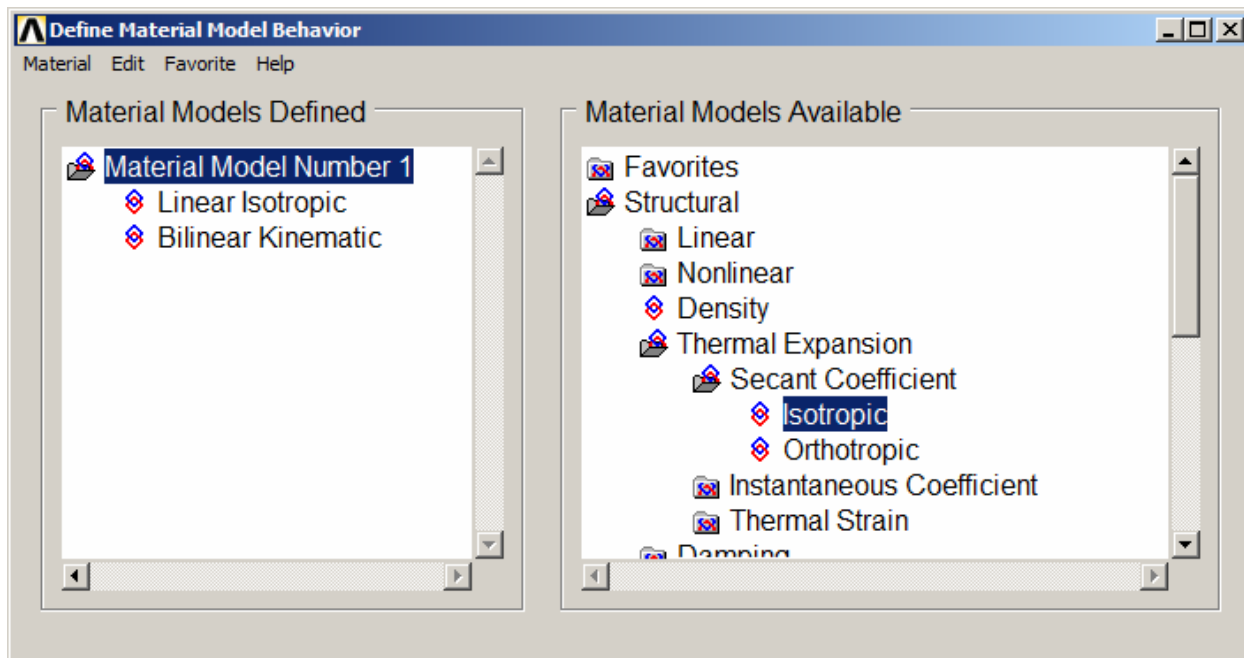 Define Material Model Behavior
Material Edit Favorite Help
Material Models Defined
Material Model Number 1
Linear Isotropic
Bilinear Kinematic
Material Models Available
Favorites
Structural
Linear
Nonlinear
Density
Thermal Expansion
Secant Coefficient
Isotropic
Orthotropic
Instantaneous Coefficient
Thermal Strain
Damping